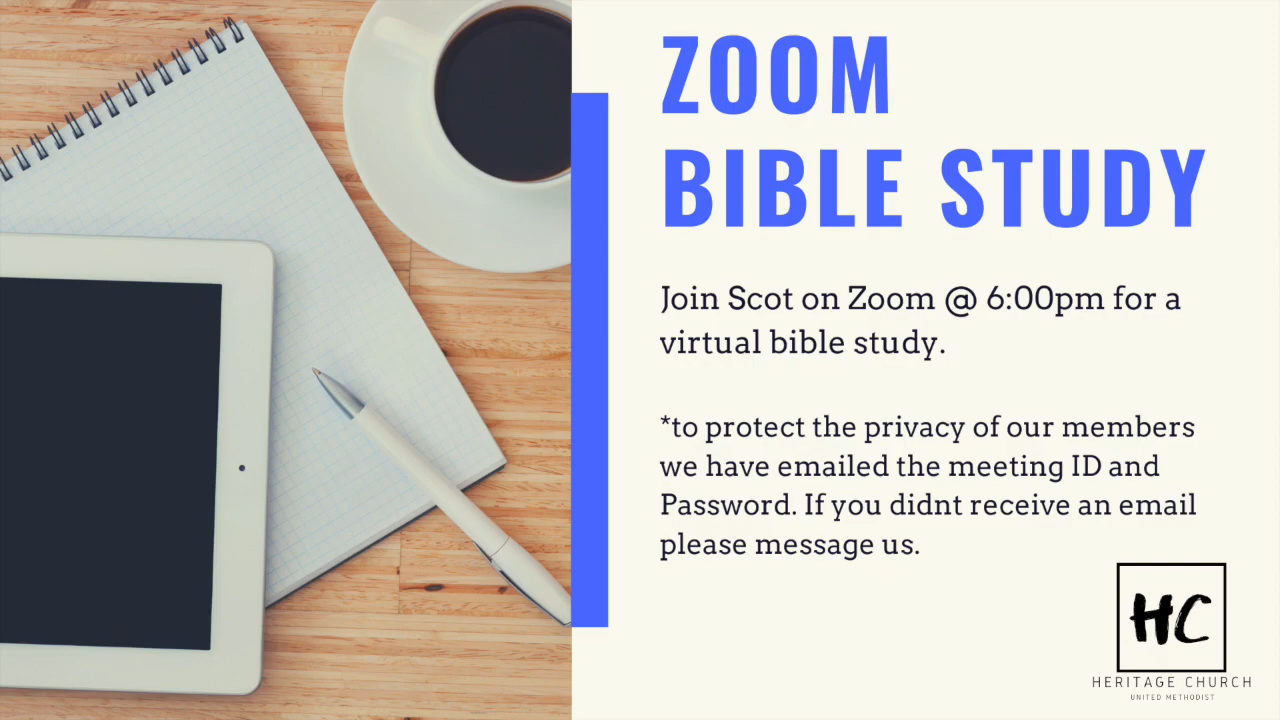 ZOOM
BIBLE STUDY
Join Scot on Zoom @ 6:00pm for a
virtual bible study.
*to protect the privacy of our members
we have emailed the meeting ID and
Password. If you didnt receive an email
please message us.
HC
HERITAGE CHURCH
UNITED METHODIST